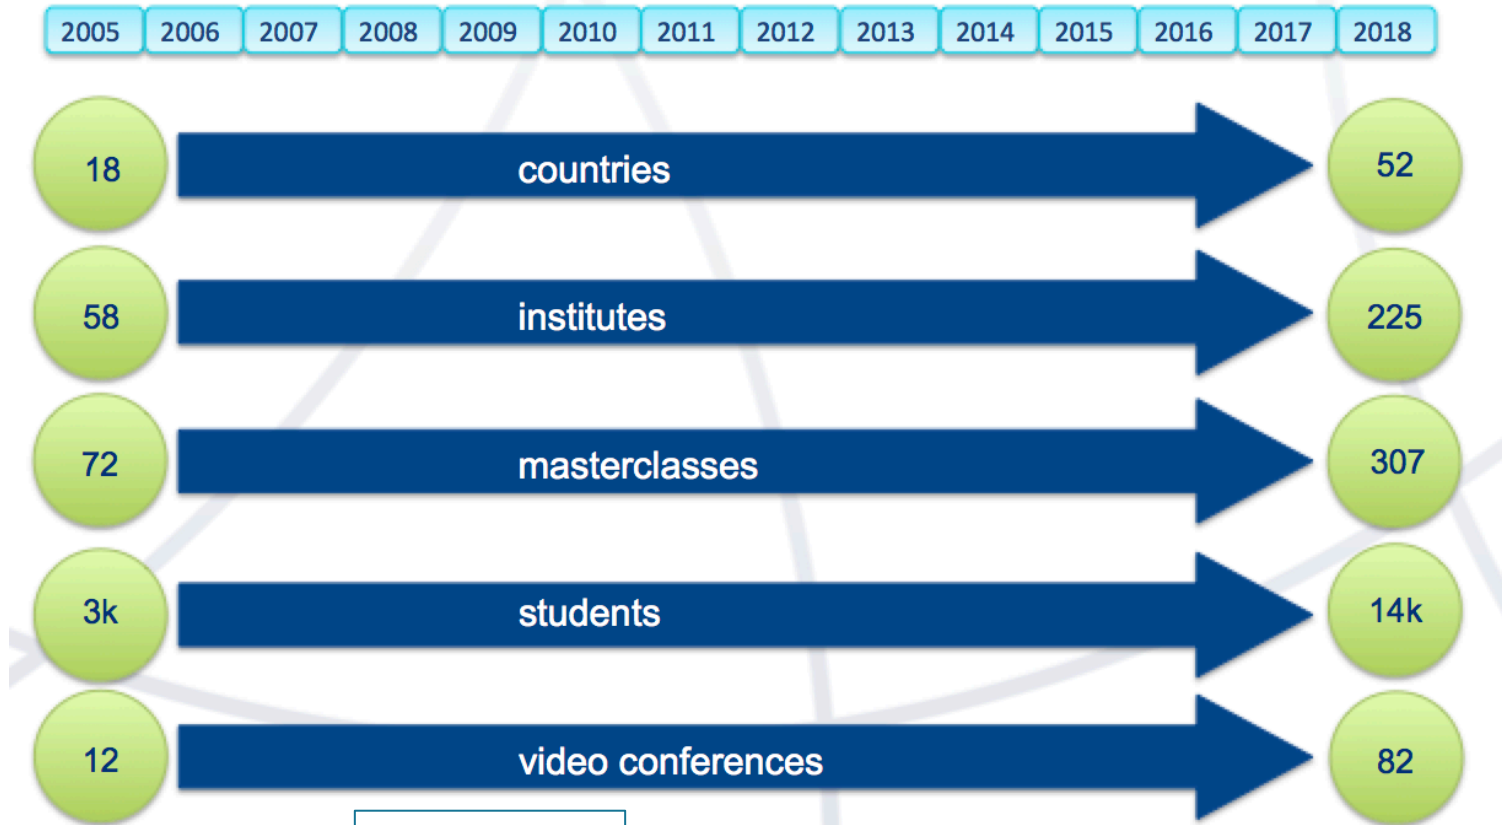 2005 2006 2007 2008 2009 2010 2011 2012 2013 2014 2015 2016 2017 2018
18 countries 52
58 institutes 225
72 masterclasses 307
3k students 14k
12 video conferences 82